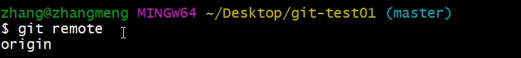 zhang@zhangmeng MINGW64 ~/Desktop/git-test01 (master)
$ git remote
origin